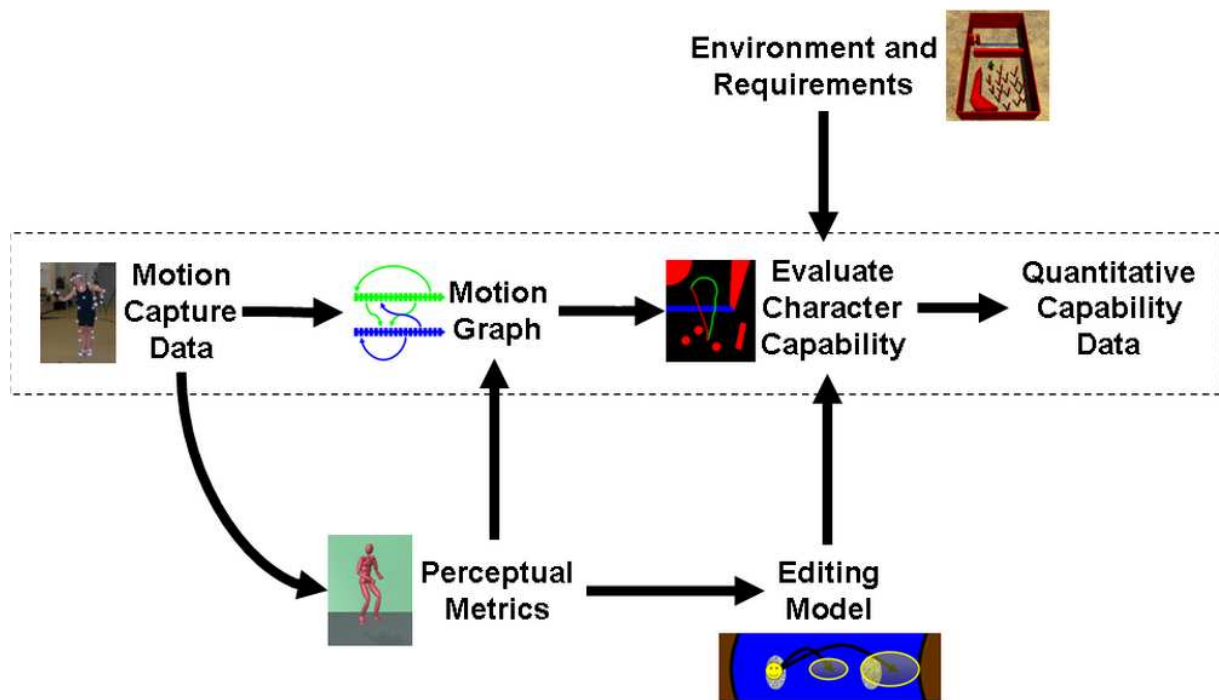 Environment and
Requirements
Motion
Capture
Data
Motion
Graph
Evaluate
Character
Capability
Quantitative
Capability
Data
Perceptual
Metrics
Editing
Model